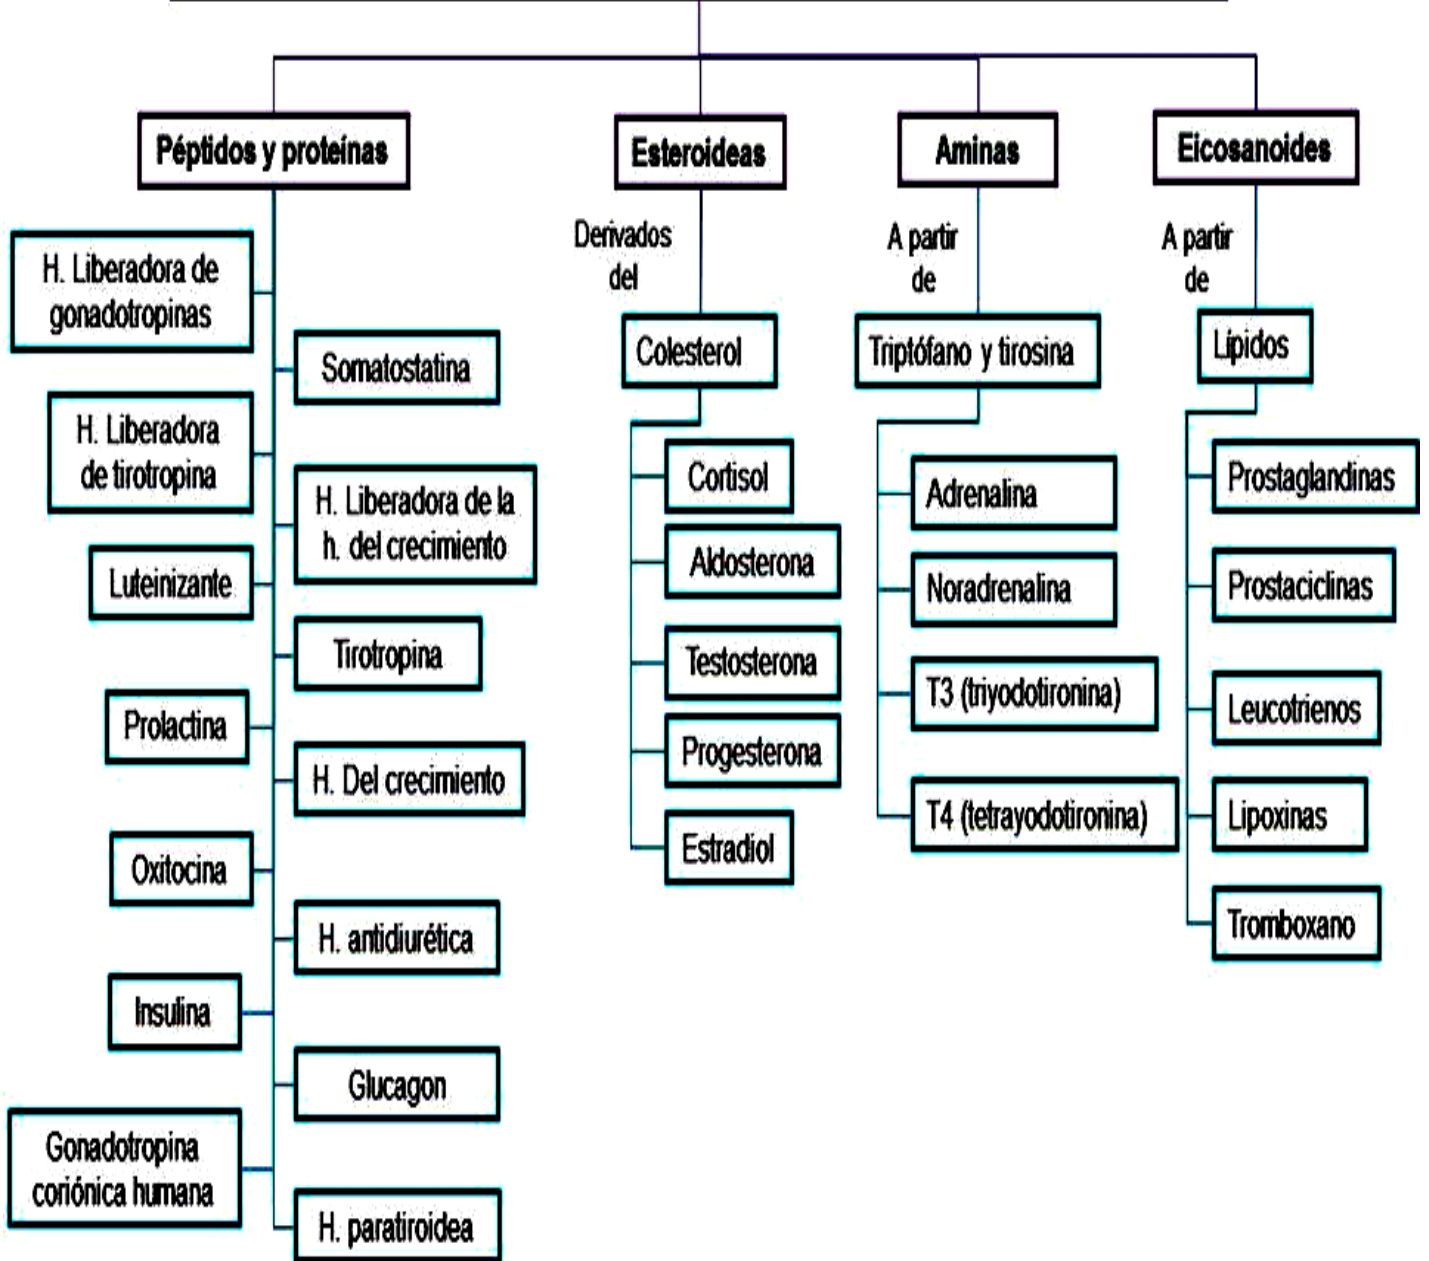 Péptidos y proteínas
H. Liberadora de
gonadotropinas
Somatostatina
H. Liberadora
de tirotropina
H. Liberadora de la
h. del crecimiento
Luteinizante
Tirotropina
Prolactina
H. Del crecimiento
Oxitocina
H. antidiurética
Insulina
Glucagon
Gonadotropina
coriónica humana
H. paratiroidea
Esteroideas
Derivados
del
Colesterol
Cortisol
Aldosterona
Testosterona
Progesterona
Estradiol
Aminas
A partir
de
Triptófano y tirosina
Adrenalina
Noradrenalina
T3 (triyodotironina)
T4 (tetrayodotironina)
Eicosanoides
A partir
de
Lípidos
Prostaglandinas
Prostaciclinas
Leucotrienos
Lipoxinas
Tromboxano